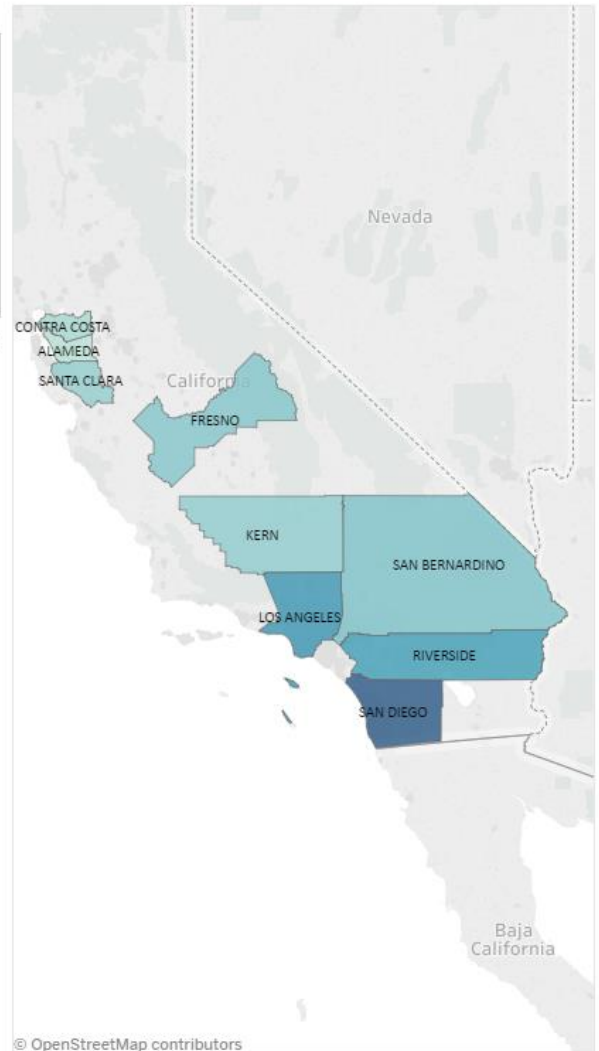 Nevada
CONTRA COSTA
ALAMEDA
SANTA CLARA
California
FRESNO
KERN
SAN BERNARDINO
LOS ANGELES
RIVERSIDE
SAN DIEGO
Baja
California
© OpenStreetMap contributors